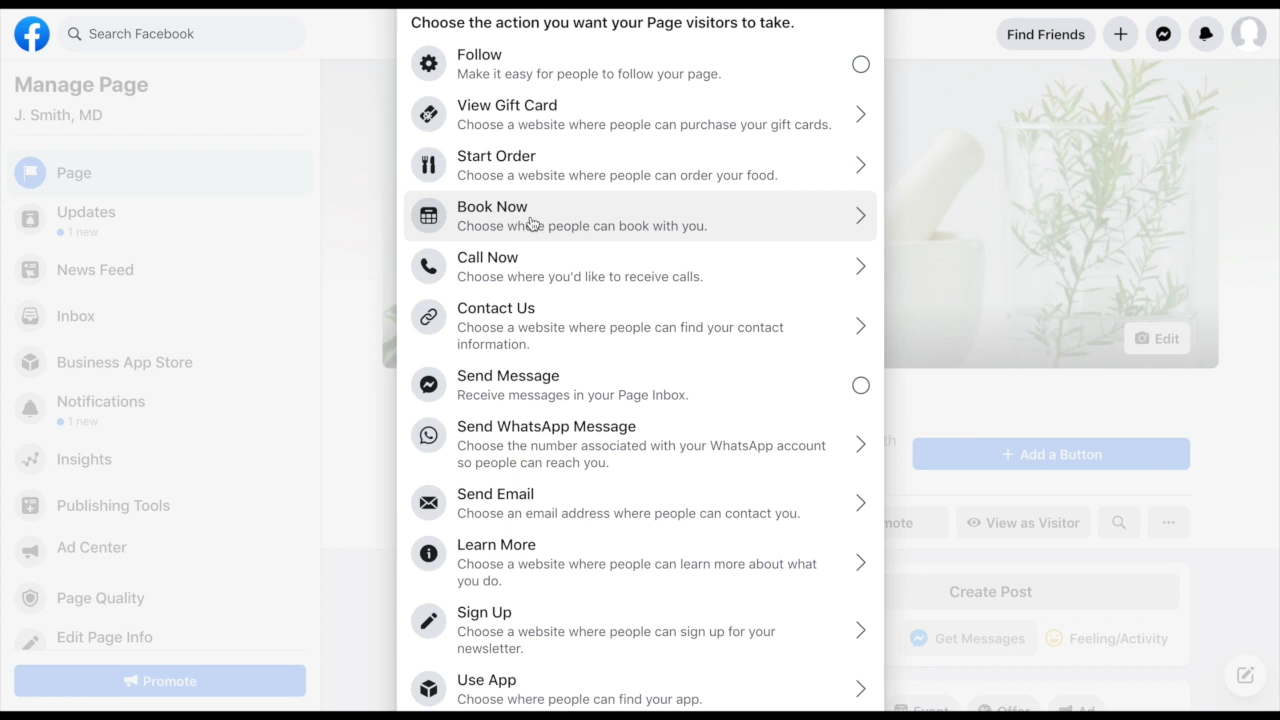 Choose the action you want your Page visitors to take.
Search Facebook
Find Friends
Manage Page
J. Smith, MD
Page
Updates
1 new
News Feed
Inbox
Business App Store
Notifications
1 new
Insights
Publishing Tools
Ad Center
Page Quality
Edit Page Info
Promote
Follow
Make it easy for people to follow your page.
View Gift Card
Choose a website where people can purchase your gift cards.
Start Order
Choose a website where people can order your food.
Book Now
Choose where people can book with you.
Call Now
Choose where you'd like to receive calls.
Contact Us
Choose a website where people can find your contact
information.
Send Message
Receive messages in your Page Inbox.
Send WhatsApp Message
Choose the number associated with your WhatsApp account
so people can reach you.
Send Email
Choose an email address where people can contact you.
Learn More
Choose a website where people can learn more about what
you do.
Sign Up
Choose a website where people can sign up for your
newsletter.
Use App
Choose where people can find your app.
Edit
th
+ Add a Button
mote
View as Visitor
Create Post
Get Messages
Feeling/Activity
Event
Offer
Ad